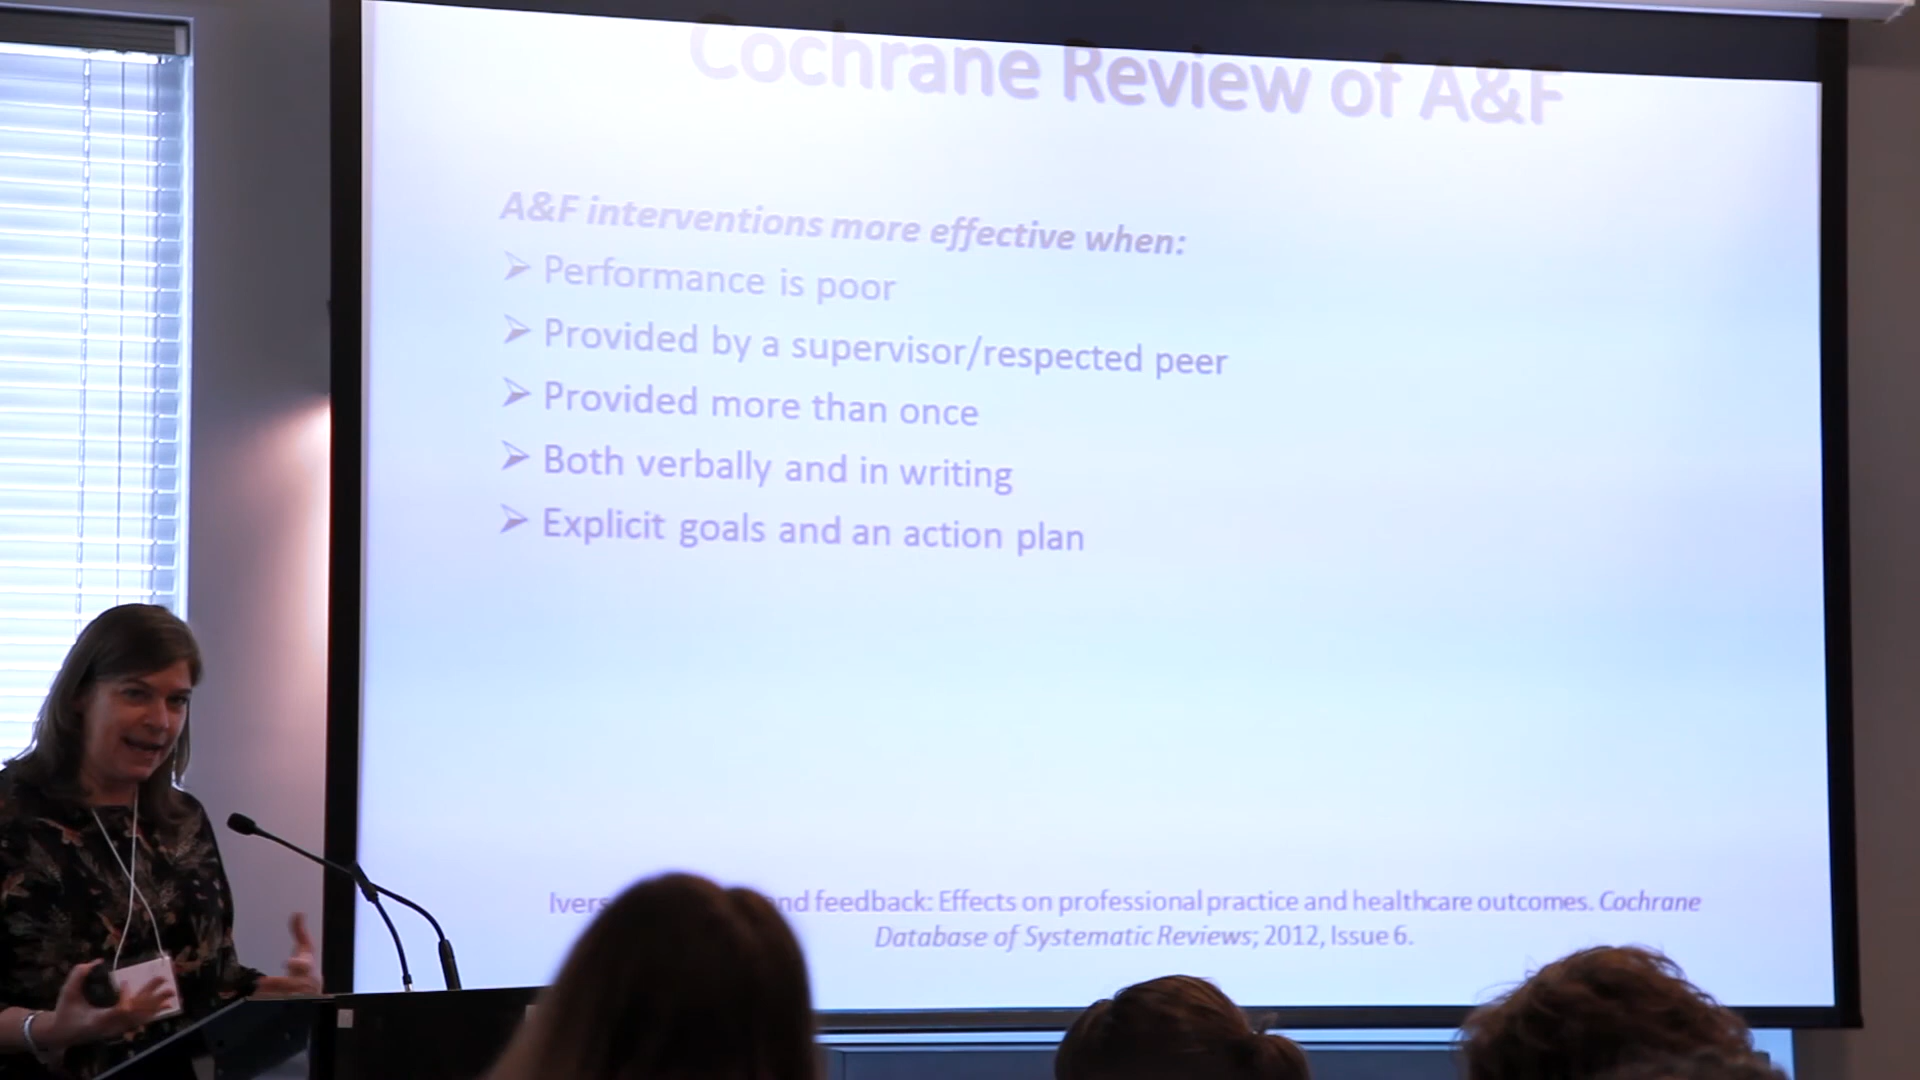 Cochrane Review of A&F
A&F interventions more effective when:
➢ Performance is poor
➢ Provided by a supervisor/respected peer
➢ Provided more than once
➢ Both verbally and in writing
➢ Explicit goals and an action plan
feedback: Effects on professional practice and healthcare outcomes. Cochrane
Database of Systematic Reviews; 2012, Issue 6.